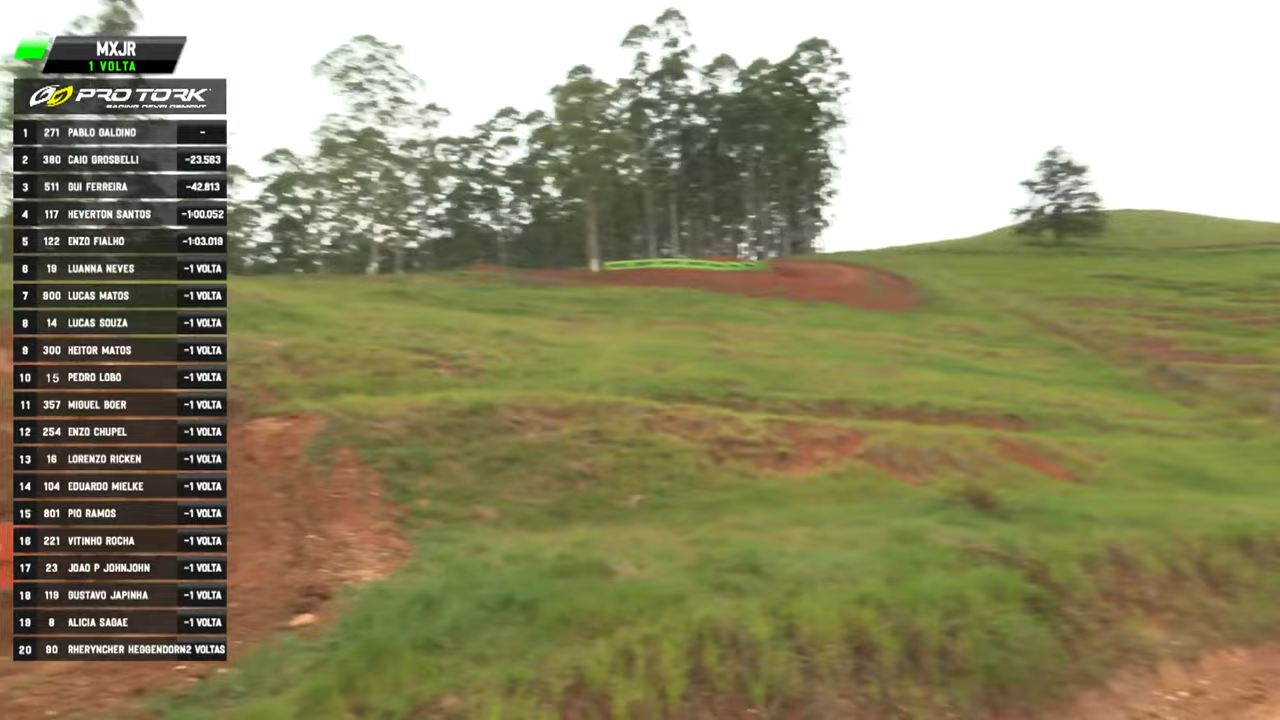 MXJR
1 VOLTA
PRO TORK
RACING DEVELOPMENT
1 271 PABLO GALDINO -
2 380 CAIO GROSBELLI -23.563
3 511 GUI FERREIRA -42.813
4 117 HEVERTON SANTOS -1:00.052
5 122 ENZO FIALHO -1:03.019
6 19 LUANNA NEVES -1 VOLTA
7 900 LUCAS MATOS -1 VOLTA
8 14 LUCAS SOUZA -1 VOLTA
9 300 HEITOR MATOS -1 VOLTA
10 15 PEDRO LOBO -1 VOLTA
11 357 MIGUEL BOER -1 VOLTA
12 254 ENZO CHUPEL -1 VOLTA
13 16 LORENZO RICKEN -1 VOLTA
14 104 EDUARDO MIELKE -1 VOLTA
15 801 PIO RAMOS -1 VOLTA
16 221 VITINHO ROCHA -1 VOLTA
17 23 JOAO P JOHNJOHN -1 VOLTA
18 119 GUSTAVO JAPINHA -1 VOLTA
19 8 ALICIA SAGAE -1 VOLTA
20 90 RHERYNCHER HEGGENDORN2 VOLTAS